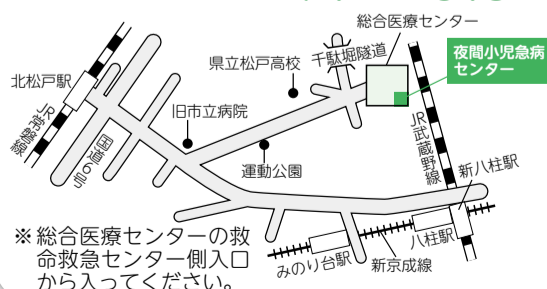 総合医療センター
夜間小児急病
センター
千駄堀隧道
県立松戸高校
北松戸駅
JR常磐線
国道6号
旧市立病院
運動公園
JR武蔵野線
新八柱駅
八柱駅
みのり台駅
新京成線
※総合医療センターの救
命救急センター側入口
から入ってください。